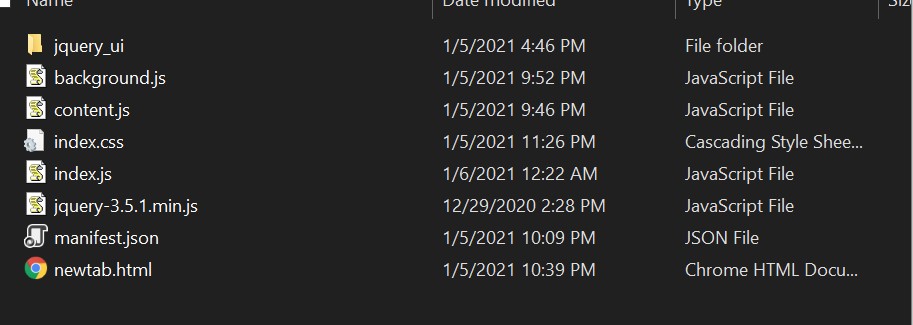 Name Date modified Type Size
jquery_ui 1/5/2021 4:46 PM File folder
background.js 1/5/2021 9:52 PM JavaScript File
content.js 1/5/2021 9:46 PM JavaScript File
index.css 1/5/2021 11:26 PM Cascading Style Shee...
index.js 1/6/2021 12:22 AM JavaScript File
jquery-3.5.1.min.js 12/29/2020 2:28 PM JavaScript File
manifest.json 1/5/2021 10:09 PM JSON File
newtab.html 1/5/2021 10:39 PM Chrome HTML Docu...